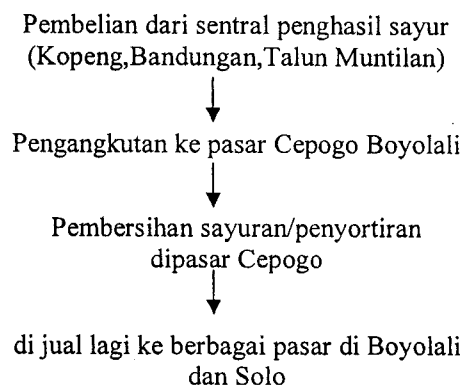 Pembelian dari sentral penghasil sayur
(Kopeng,Bandungan,Talun Muntilan)
Pengangkutan ke pasar Cepogo Boyolali
Pembersihan sayuran/penyortiran
dipasar Cepogo
di jual lagi ke berbagai pasar di Boyolali
dan Solo